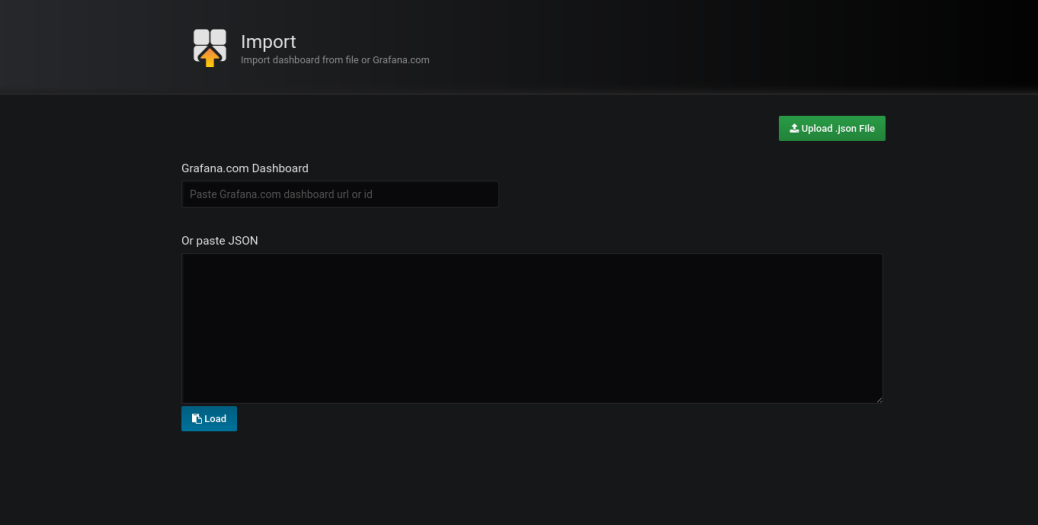 Import
Import dashboard from file or Grafana.com
Upload .json File
Grafana.com Dashboard
Paste Grafana.com dashboard url or id
Or paste JSON
Load